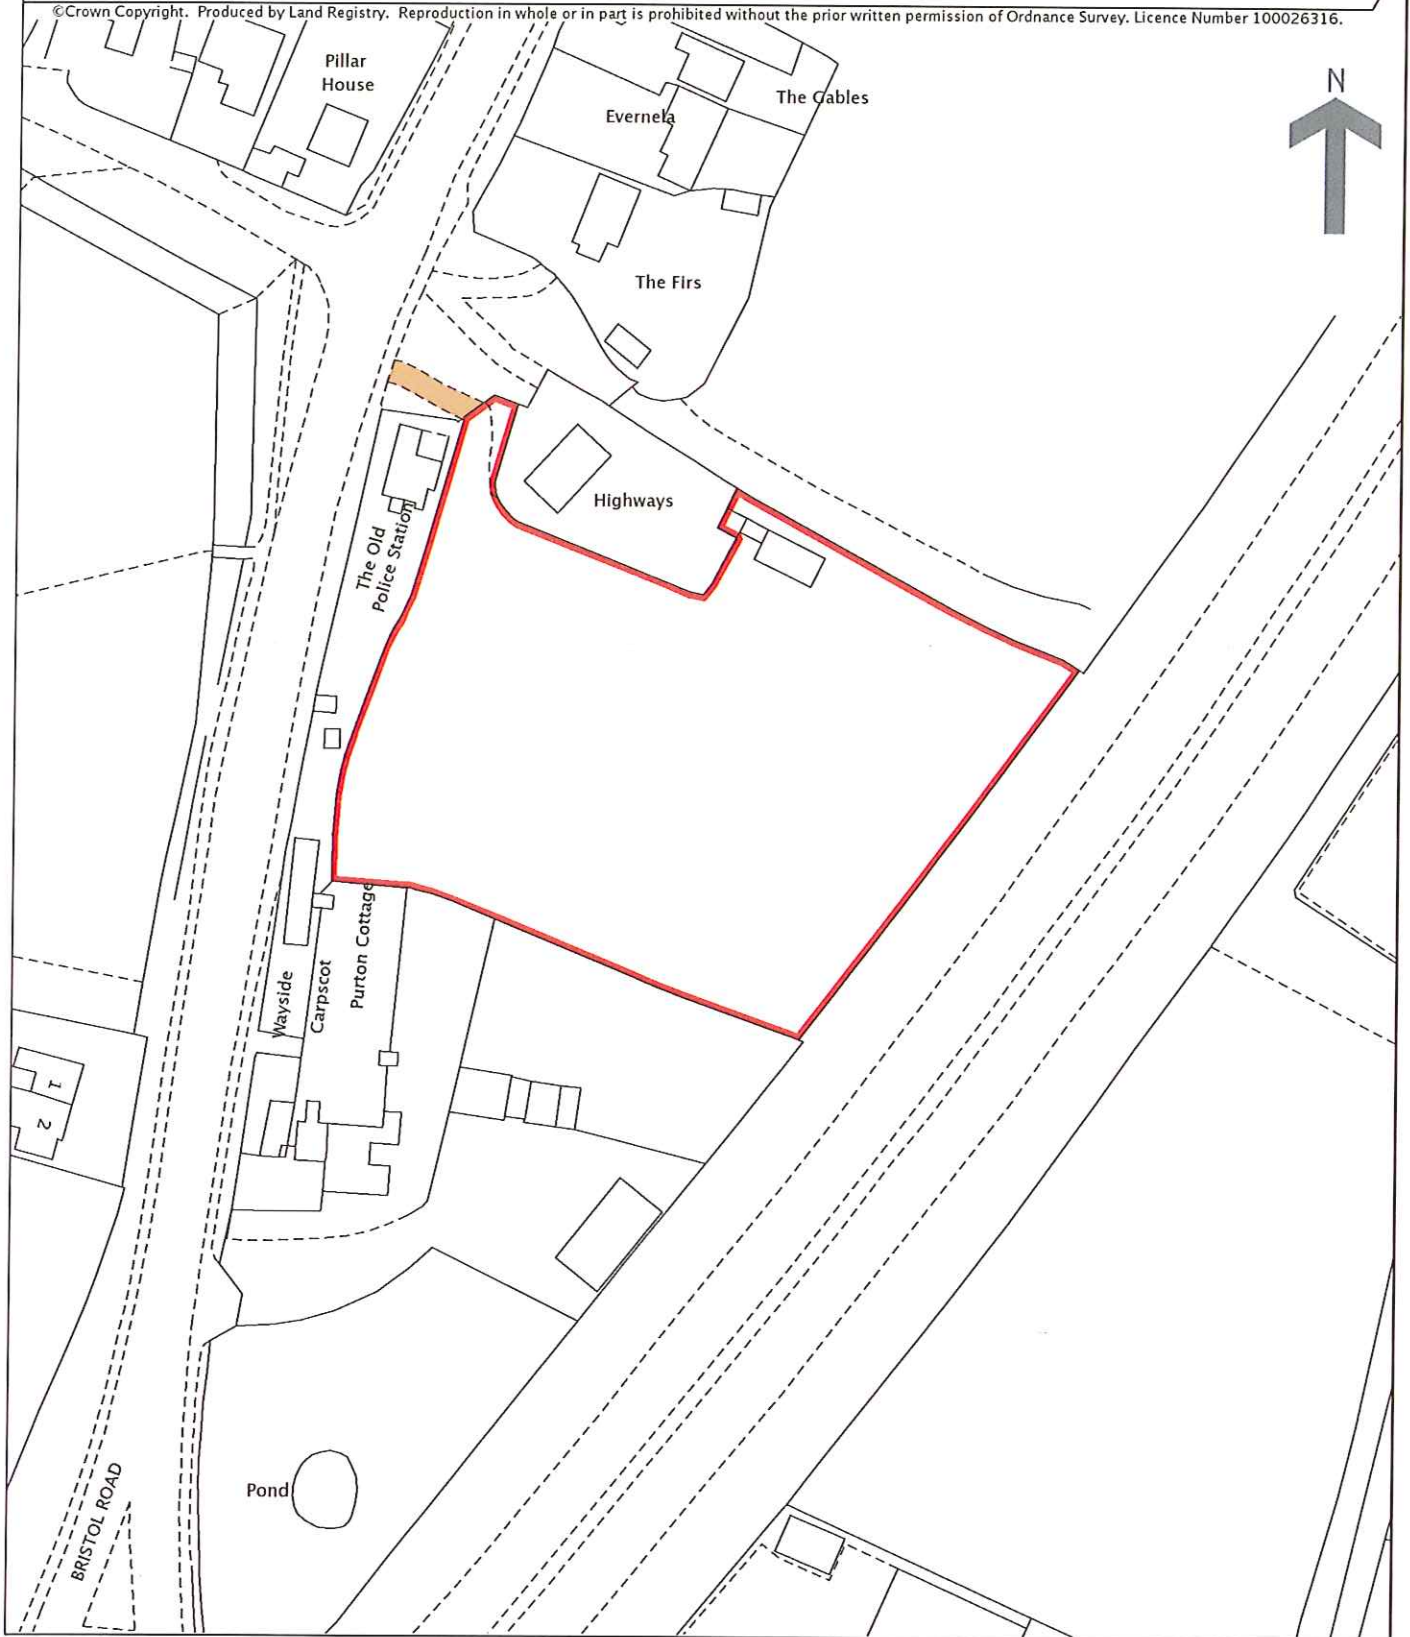 ©Crown Copyright. Produced by Land Registry. Reproduction in whole or in part is prohibited without the prior written permission of Ordnance Survey. Licence Number 100026316.
Pillar
House
N
The Gables
Evernela
The Firs
Highways
The Old
Police Station
Purton Cottage
Carpscot
Wayside
1
2
Pond
BRISTOL ROAD